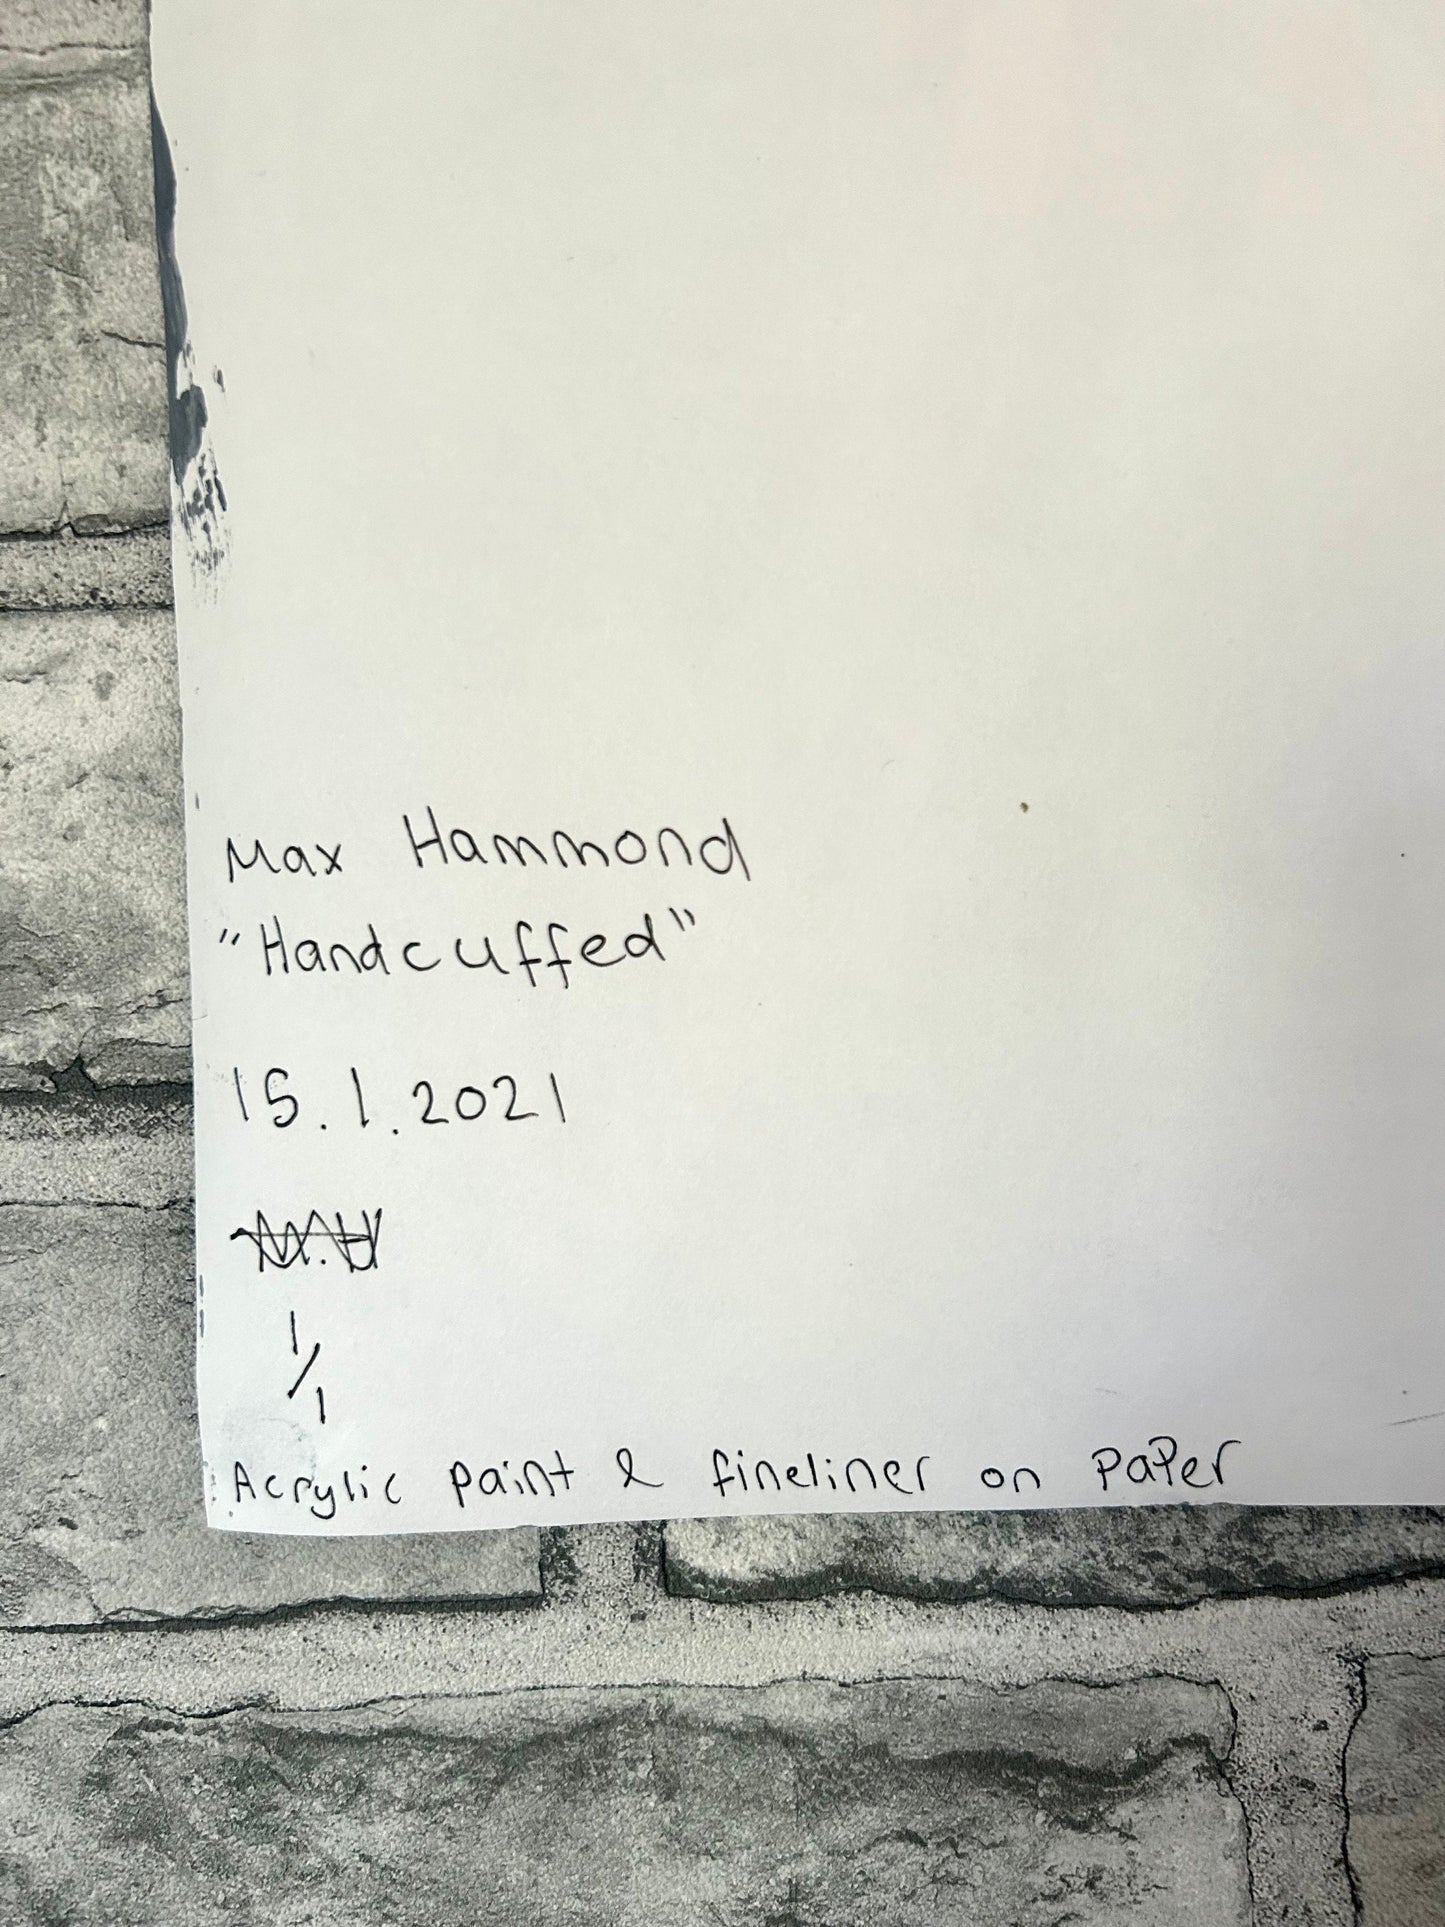 Max Hammond
"Handcuffed"
15.1.2021
1/1
Acrylic paint & fineliner on Paper